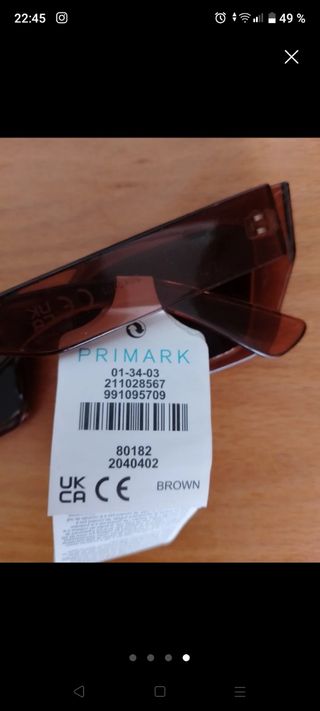 22:45
49 %
PRIMARK
01-34-03
211028567
991095709
80182
2040402
UK
CA CE BROWN